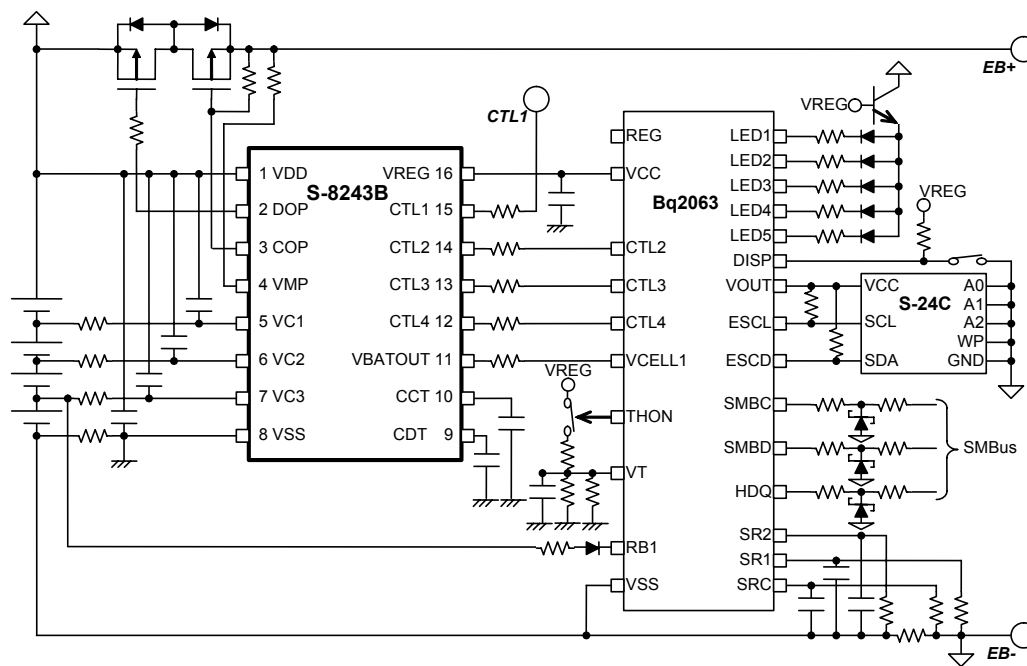 EB+
CTL1
VREG
S-8243B
1 VDD
2 DOP
3 COP
4 VMP
5 VC1
6 VC2
7 VC3
8 VSS
VREG 16
CTL1 15
CTL2 14
CTL3 13
CTL4 12
VBATOUT 11
CCT 10
CDT 9
VREG
Bq2063
REG
VCC
CTL2
CTL3
CTL4
VCELL1
THON
VT
RB1
VSS
LED1
LED2
LED3
LED4
LED5
DISP
VOUT
ESCL
ESCD
SMBC
SMBD
HDQ
SR2
SR1
SRC
VREG
S-24C
VCC
SCL
SDA
A0
A1
A2
WP
GND
SMBus
EB-